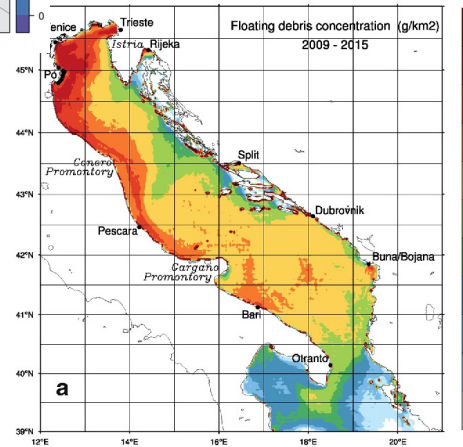 0
enice
Trieste
Istria
Rijeka
Floating debris concentration (g/km2)
2009 - 2015
45˚N
Po
44˚N
Conero
Promontory
Split
43˚N
Pescara
Dubrovnik
42˚N
Gargano
Promontory
Buna/Bojana
41˚N
Bari
Otranto
40˚N
a
39˚N
12˚E
14˚E
16˚E
18˚E
20˚E